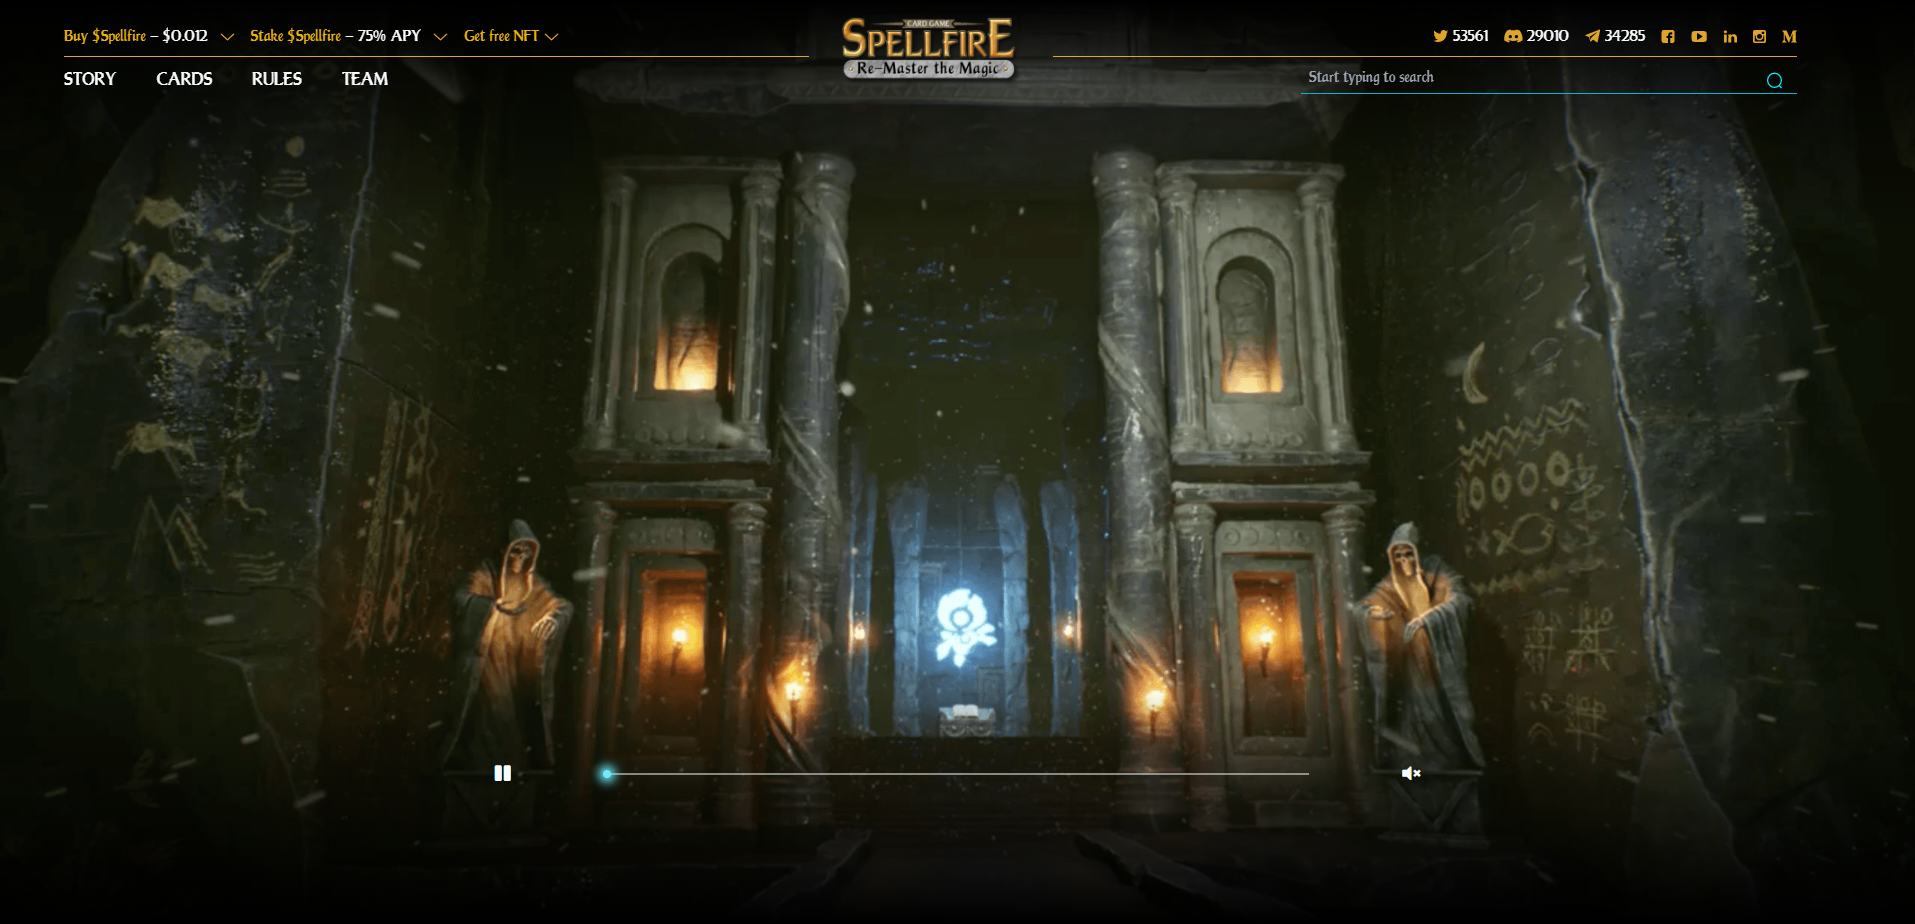 Buy $Spellfire – $0.012
Stake $Spellfire – 75% APY
Get free NFT
CARD GAME
SPELLFIRE
Re-Master the Magic
53561
29010
34285
STORY
CARDS
RULES
TEAM
Start typing to search